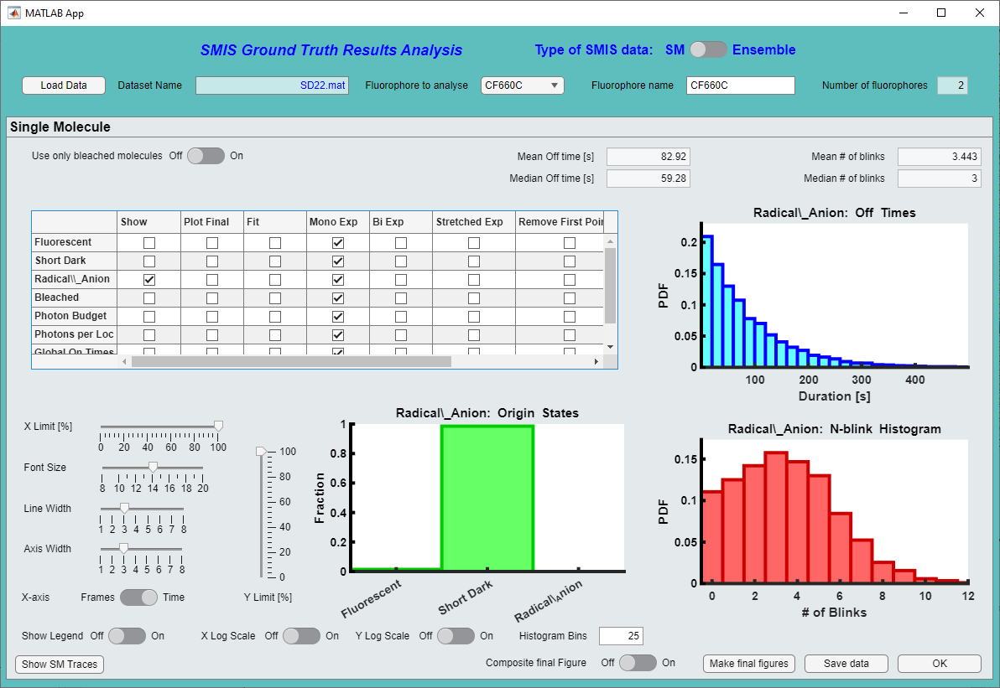 MATLAB App
SMIS Ground Truth Results Analysis
Type of SMIS data: SM Ensemble
Load Data Dataset Name SD22.mat Fluorophore to analyse CF660C Fluorophore name CF660C Number of fluorophores 2
Single Molecule
Use only bleached molecules Off On
Mean Off time [s] 82.92 Mean # of blinks 3.443
Median Off time [s] 59.28 Median # of blinks 3
Show Plot Final Fit Mono Exp Bi Exp Stretched Exp Remove First Poir
Fluorescent
Short Dark
Radical\\_Anion
Bleached
Photon Budget
Photons per Loc
Global On Times
Radical\_Anion: Off Times
0.2
0.15
0.1
0.05
0
PDF
100 200 300 400
Duration [s]
X Limit [%]
0 20 40 60 80 100
Font Size
8 10 12 14 16 18 20
Line Width
1 2 3 4 5 6 7 8
Axis Width
1 2 3 4 5 6 7 8
100
80
60
40
20
0
Y Limit [%]
X-axis Frames Time
Radical\_Anion: Origin States
1
0.8
0.6
0.4
0.2
0
Fraction
Fluorescent
Short Dark
Radical\_Anion
Radical\_Anion: N-blink Histogram
0.15
0.1
0.05
0
PDF
0 2 4 6 8 10 12
# of Blinks
Show Legend Off On X Log Scale Off On Y Log Scale Off On Histogram Bins 25
Show SM Traces Composite final Figure Off On Make final figures Save data OK